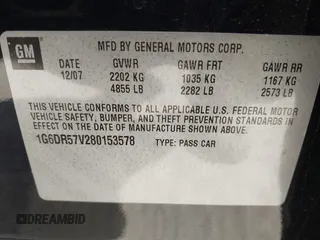 GM
MFD BY GENERAL MOTORS CORP.
DATE GVWR GAWR FRT GAWR RR
12/07 2202 KG 1035 KG 1167 KG
4855 LB 2282 LB 2573 LB
THIS VEHICLE CONFORMS TO ALL APPLICABLE U.S. FEDERAL MOTOR
VEHICLE SAFETY, BUMPER, AND THEFT PREVENTION STANDARDS IN
EFFECT ON THE DATE OF MANUFACTURE SHOWN ABOVE.
1G6DR57V280153578 TYPE: PASS CAR
© DREAMBID